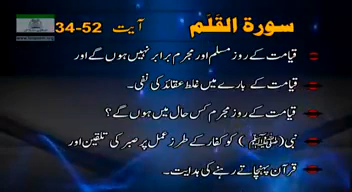 سورة القَلَم آیت 34-52
قیامت کے روز مسلم اور مجرم برابر نہیں ہوں گے اور
قیامت کے بارے میں غلط عقائد کی نفی۔
قیامت کے روز مجرم کس حال میں ہوں گے؟
نبی (ﷺ) کو کفار کے طرز عمل پر صبر کی تلقین اور
قرآن پہنچاتے رہنے کی ہدایت۔